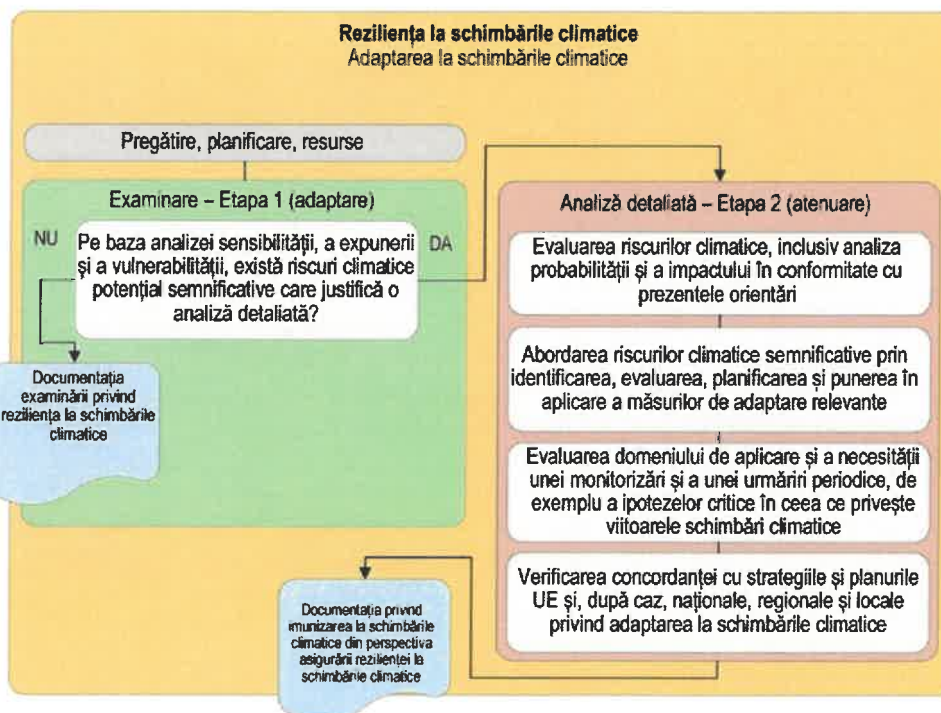 Reziliența la schimbările climatice
Adaptarea la schimbările climatice
Pregătire, planificare, resurse
Examinare – Etapa 1 (adaptare)
NU
Pe baza analizei sensibilității, a expunerii
și a vulnerabilității, există riscuri climatice
potențial semnificative care justifică o
analiză detaliată?
DA
Documentația
examinării privind
reziliența la schimbările
climatice
Analiză detaliată – Etapa 2 (atenuare)
Evaluarea riscurilor climatice, inclusiv analiza
probabilității și a impactului în conformitate cu
prezentele orientări
Abordarea riscurilor climatice semnificative prin
identificarea, evaluarea, planificarea și punerea în
aplicare a măsurilor de adaptare relevante
Evaluarea domeniului de aplicare și a necesității
unei monitorizări și a unei urmăriri periodice, de
exemplu a ipotezelor critice în ceea ce privește
viitoarele schimbări climatice
Verificarea concordanței cu strategiile și planurile
UE și, după caz, naționale, regionale și locale
privind adaptarea la schimbările climatice
Documentația privind
imunizarea la schimbările
climatice din perspectiva
asigurării rezilienței la
schimbările climatice